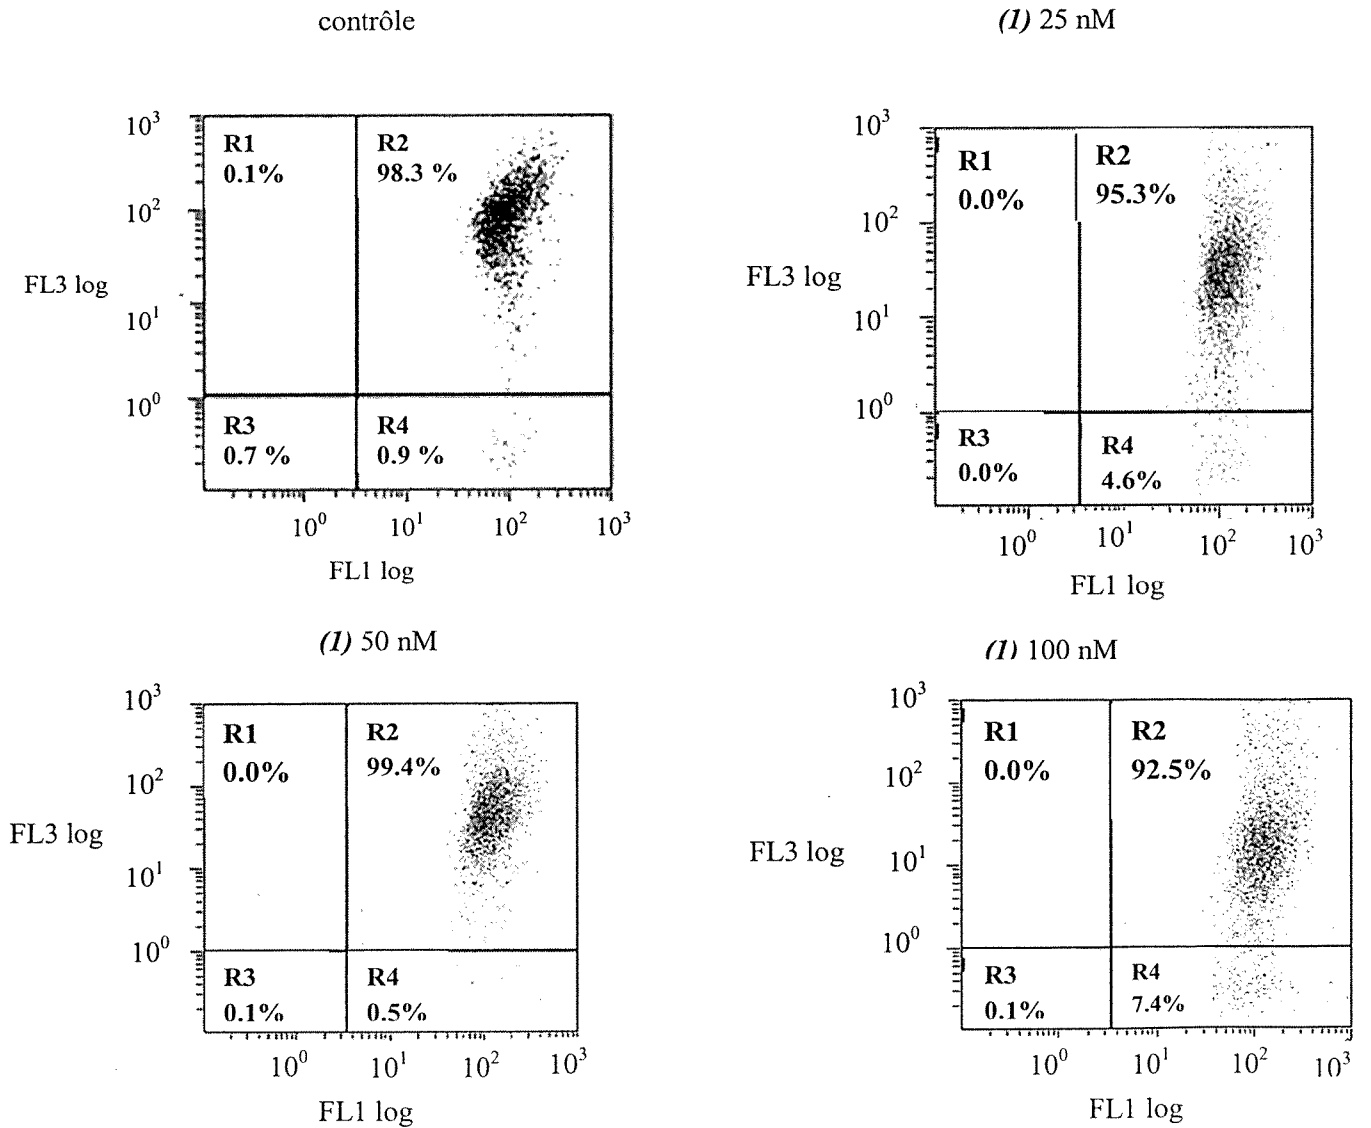 contrôle
10³
R1
0.1%
R2
98.3 %
10²
FL3 log
10¹
10⁰
R3
0.7 %
R4
0.9 %
10⁰ 10¹ 10² 10³
FL1 log
(1) 25 nM
10³
R1
0.0%
R2
95.3%
10²
FL3 log
10¹
10⁰
R3
0.0%
R4
4.6%
10⁰ 10¹ 10² 10³
FL1 log
(1) 50 nM
10³
R1
0.0%
R2
99.4%
10²
FL3 log
10¹
10⁰
R3
0.1%
R4
0.5%
10⁰ 10¹ 10² 10³
FL1 log
(1) 100 nM
10³
R1
0.0%
R2
92.5%
10²
FL3 log
10¹
10⁰
R3
0.1%
R4
7.4%
10⁰ 10¹ 10² 10³
FL1 log